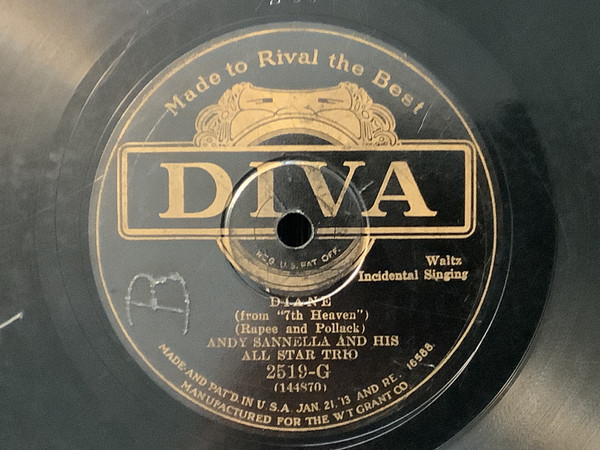 Made to Rival the Best
DIVA
REG. U.S. PAT. OFF.
Waltz
Incidental Singing
DIANE
(from "7th Heaven")
(Rapee and Pollack)
ANDY SANNELLA AND HIS
ALL STAR TRIO
2519-G
(144870)
MADE AND PAT'D IN U.S.A. JAN. 21, '13 AND RE. 16588.
MANUFACTURED FOR THE W T GRANT CO
B